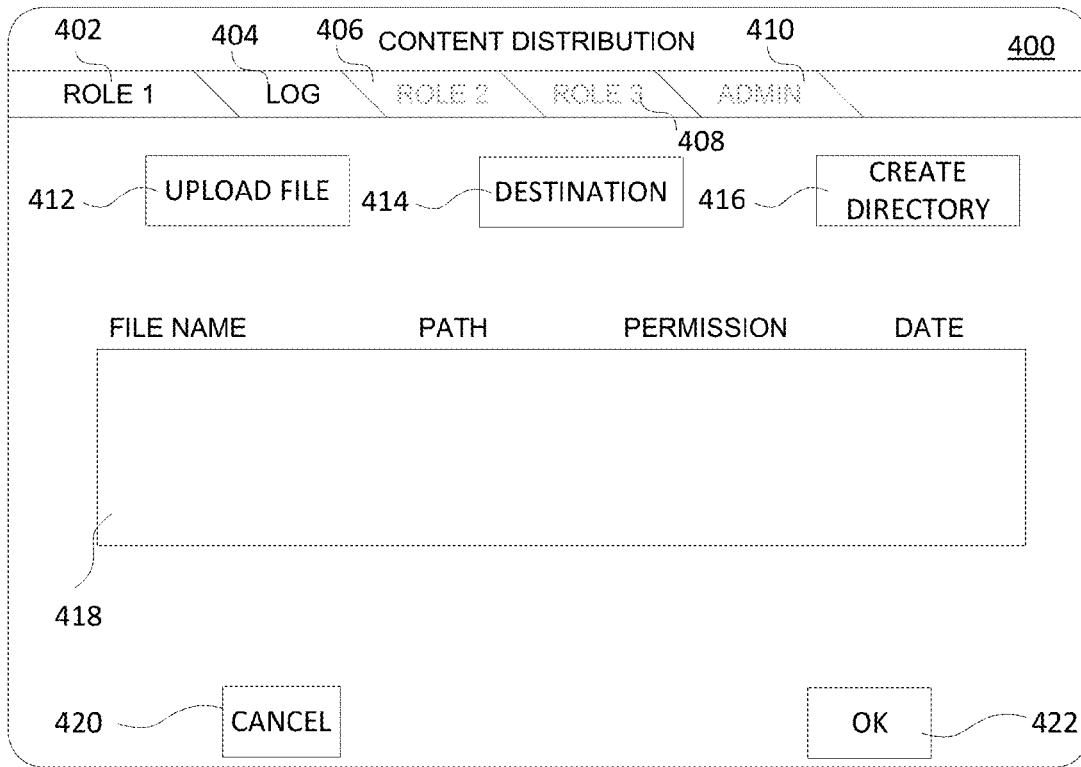 402 404 406 CONTENT DISTRIBUTION 410 400
ROLE 1 LOG ROLE 2 ROLE 3 ADMIN
408
412 UPLOAD FILE 414 DESTINATION 416 CREATE
DIRECTORY
FILE NAME PATH PERMISSION DATE
418
420 CANCEL OK 422